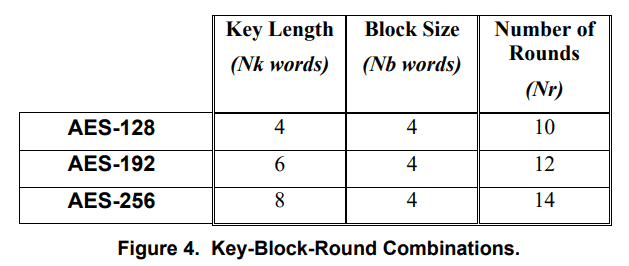 Key Length Block Size Number of
Rounds
(Nk words) (Nb words)
(Nr)
AES-128 4 4 10
AES-192 6 4 12
AES-256 8 4 14
Figure 4. Key-Block-Round Combinations.